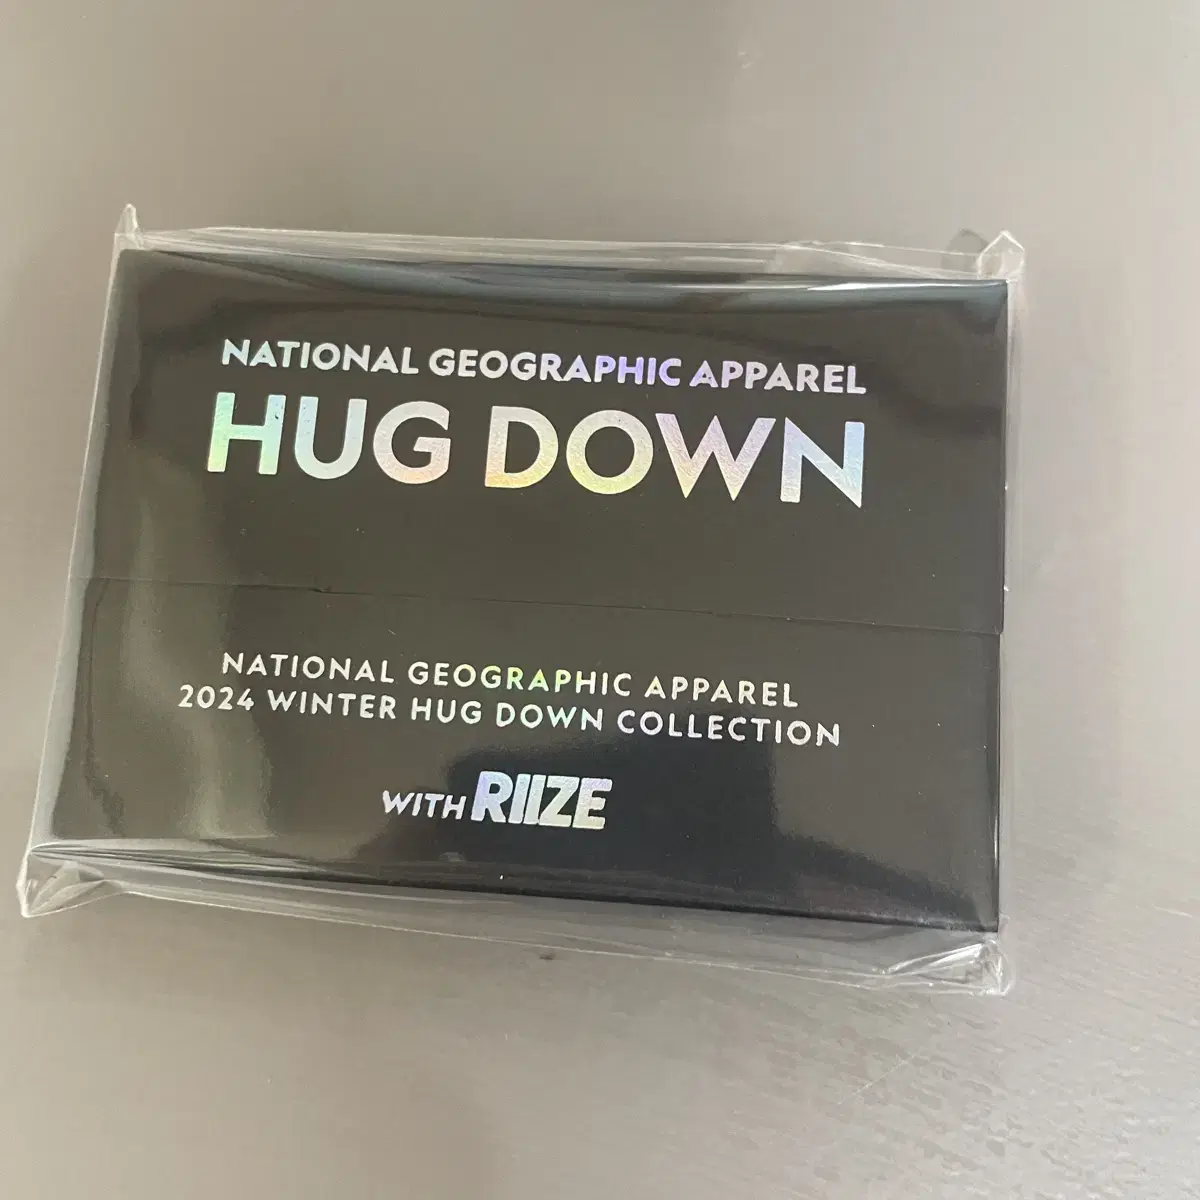 NATIONAL GEOGRAPHIC APPAREL
HUG DOWN
NATIONAL GEOGRAPHIC APPAREL
2024 WINTER HUG DOWN COLLECTION
WITH RIIZE